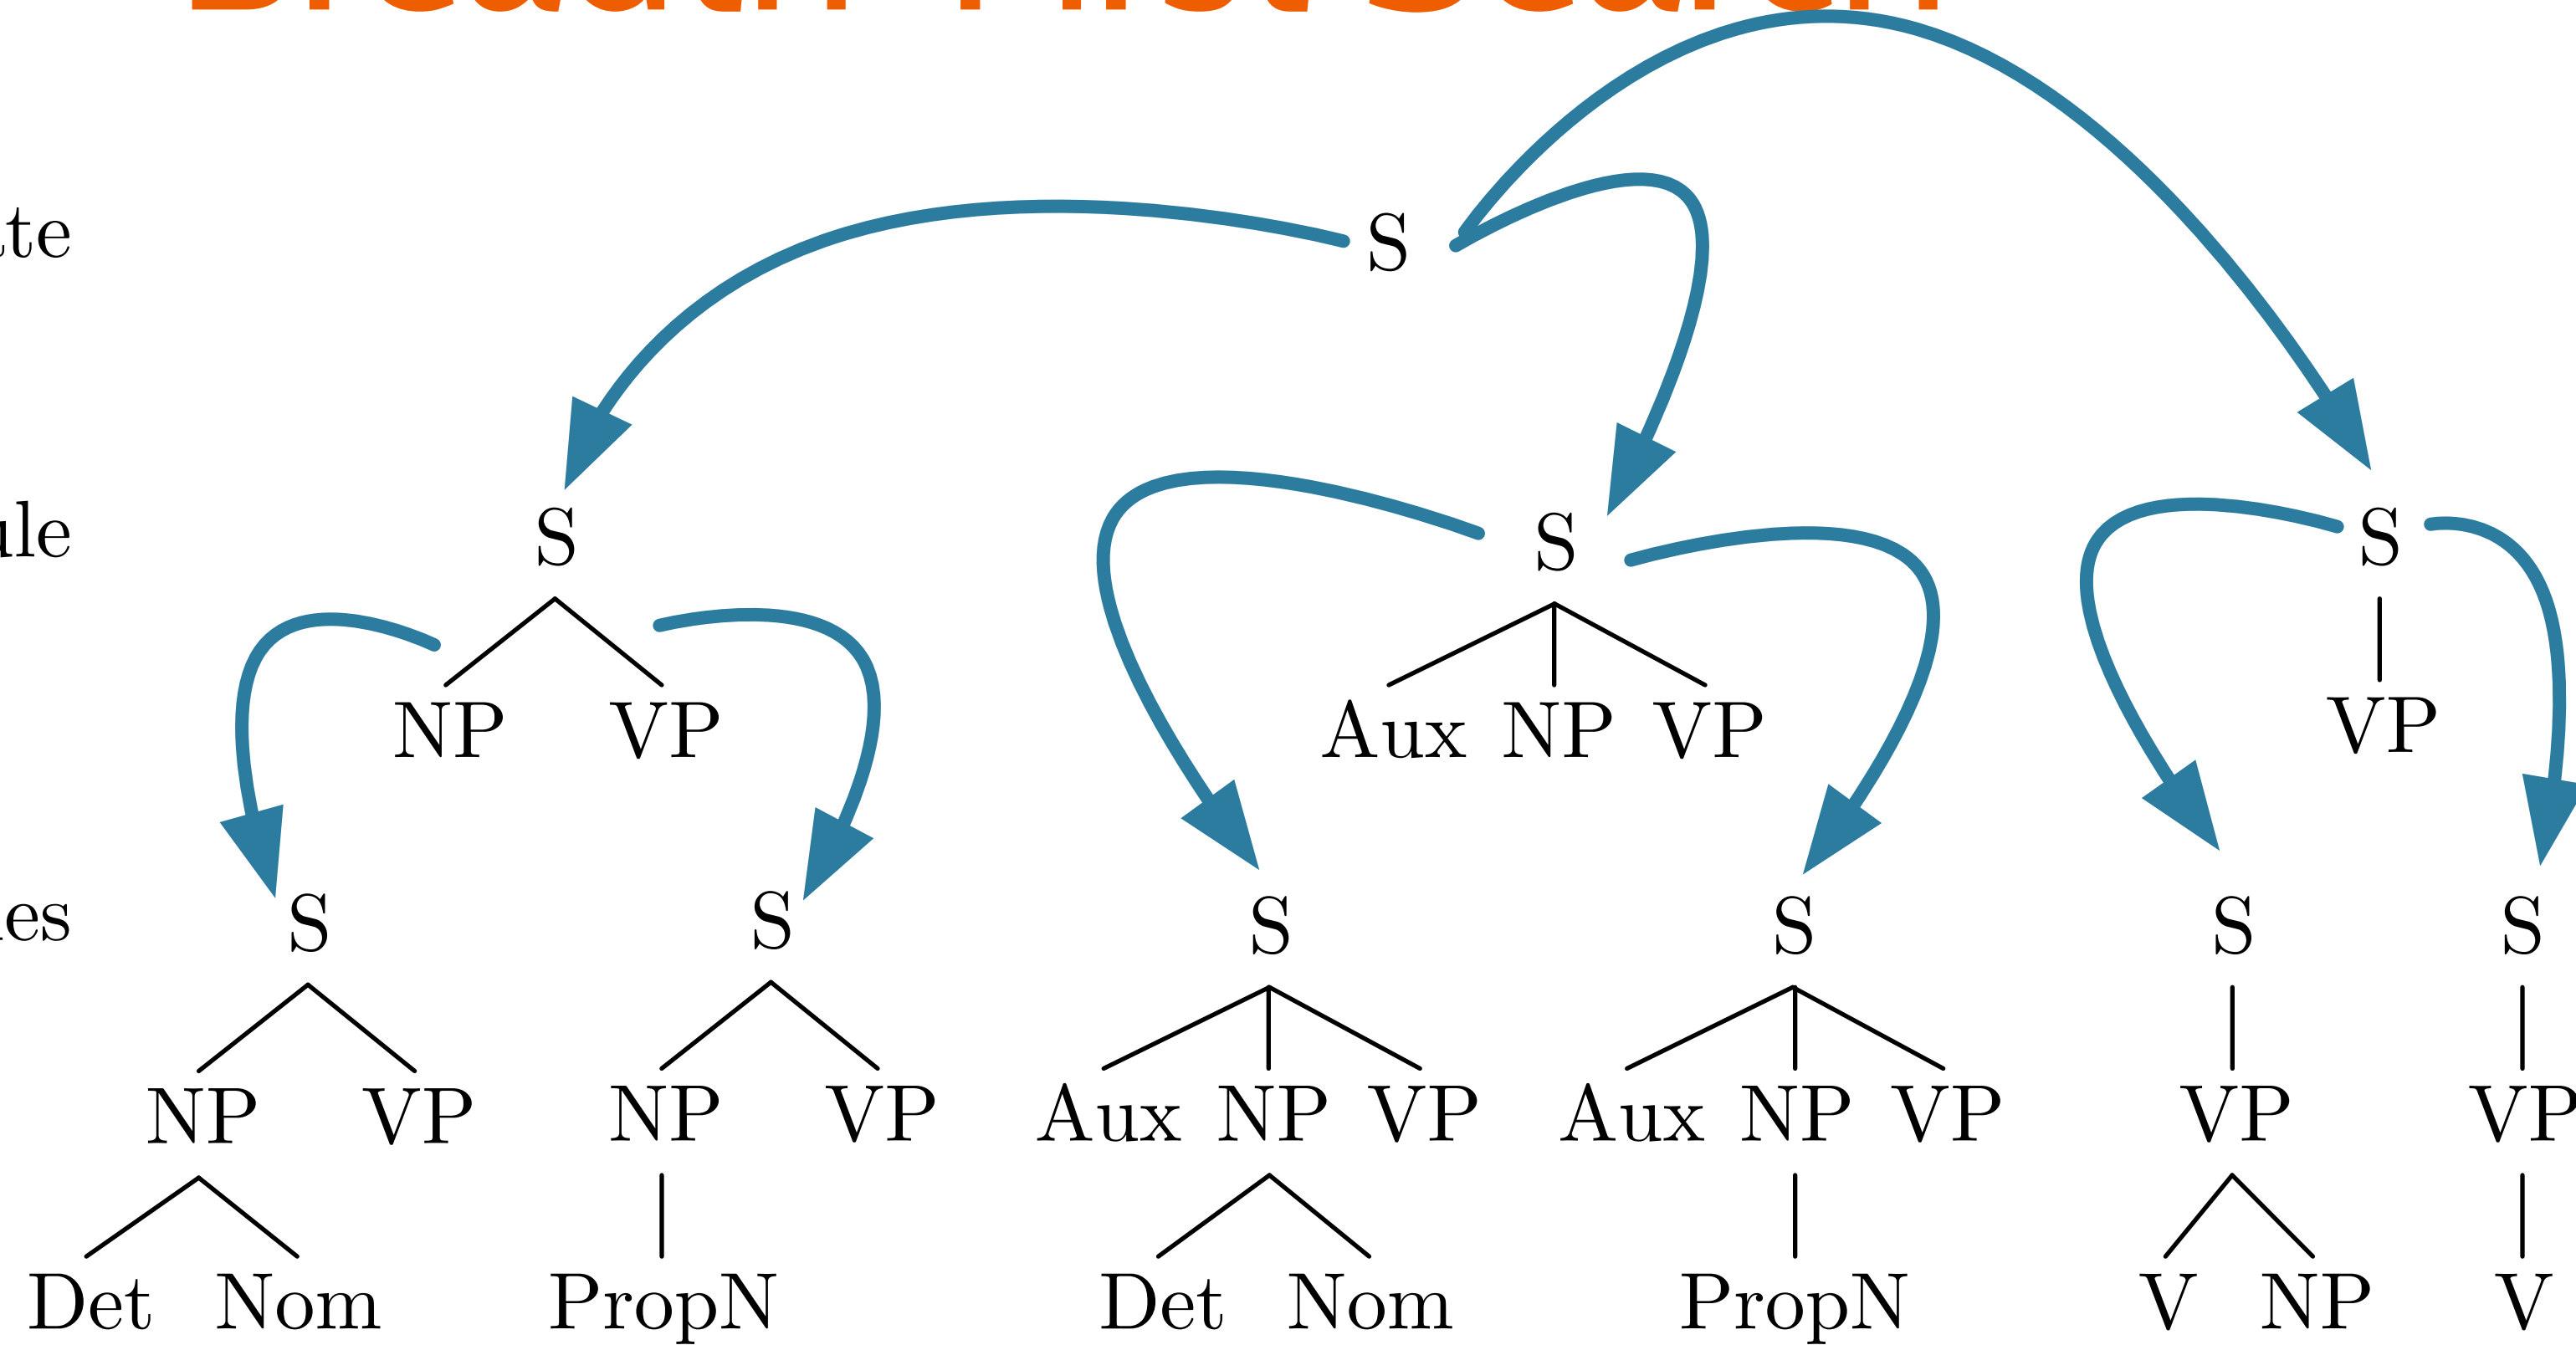 S
S S S
NP VP Aux NP VP VP
S S S S S S
NP VP NP VP Aux NP VP Aux NP VP VP VP
Det Nom PropN Det Nom PropN V NP V